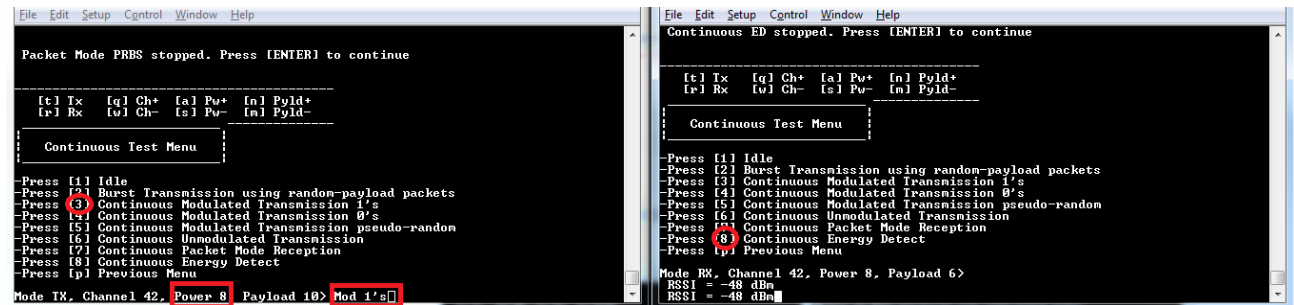 File Edit Setup Control Window Help
Packet Mode PRBS stopped. Press [ENTER] to continue
[t] Tx [q] Ch+ [a] Pw+ [n] Pyld+
[r] Rx [w] Ch- [s] Pw- [m] Pyld-
Continuous Test Menu
-Press [1] Idle
-Press [2] Burst Transmission using random-payload packets
-Press [3] Continuous Modulated Transmission 1's
-Press [4] Continuous Modulated Transmission 0's
-Press [5] Continuous Modulated Transmission pseudo-random
-Press [6] Continuous Unmodulated Transmission
-Press [7] Continuous Packet Mode Reception
-Press [8] Continuous Energy Detect
-Press [p] Previous Menu
Mode TX, Channel 42, Power 8, Payload 10> Mod 1's
File Edit Setup Control Window Help
Continuous ED stopped. Press [ENTER] to continue
[t] Tx [q] Ch+ [a] Pw+ [n] Pyld+
[r] Rx [w] Ch- [s] Pw- [m] Pyld-
Continuous Test Menu
-Press [1] Idle
-Press [2] Burst Transmission using random-payload packets
-Press [3] Continuous Modulated Transmission 1's
-Press [4] Continuous Modulated Transmission 0's
-Press [5] Continuous Modulated Transmission pseudo-random
-Press [6] Continuous Unmodulated Transmission
-Press [7] Continuous Packet Mode Reception
-Press [8] Continuous Energy Detect
-Press [p] Previous Menu
Mode RX, Channel 42, Power 8, Payload 6>
RSSI = -48 dBm
RSSI = -48 dBm